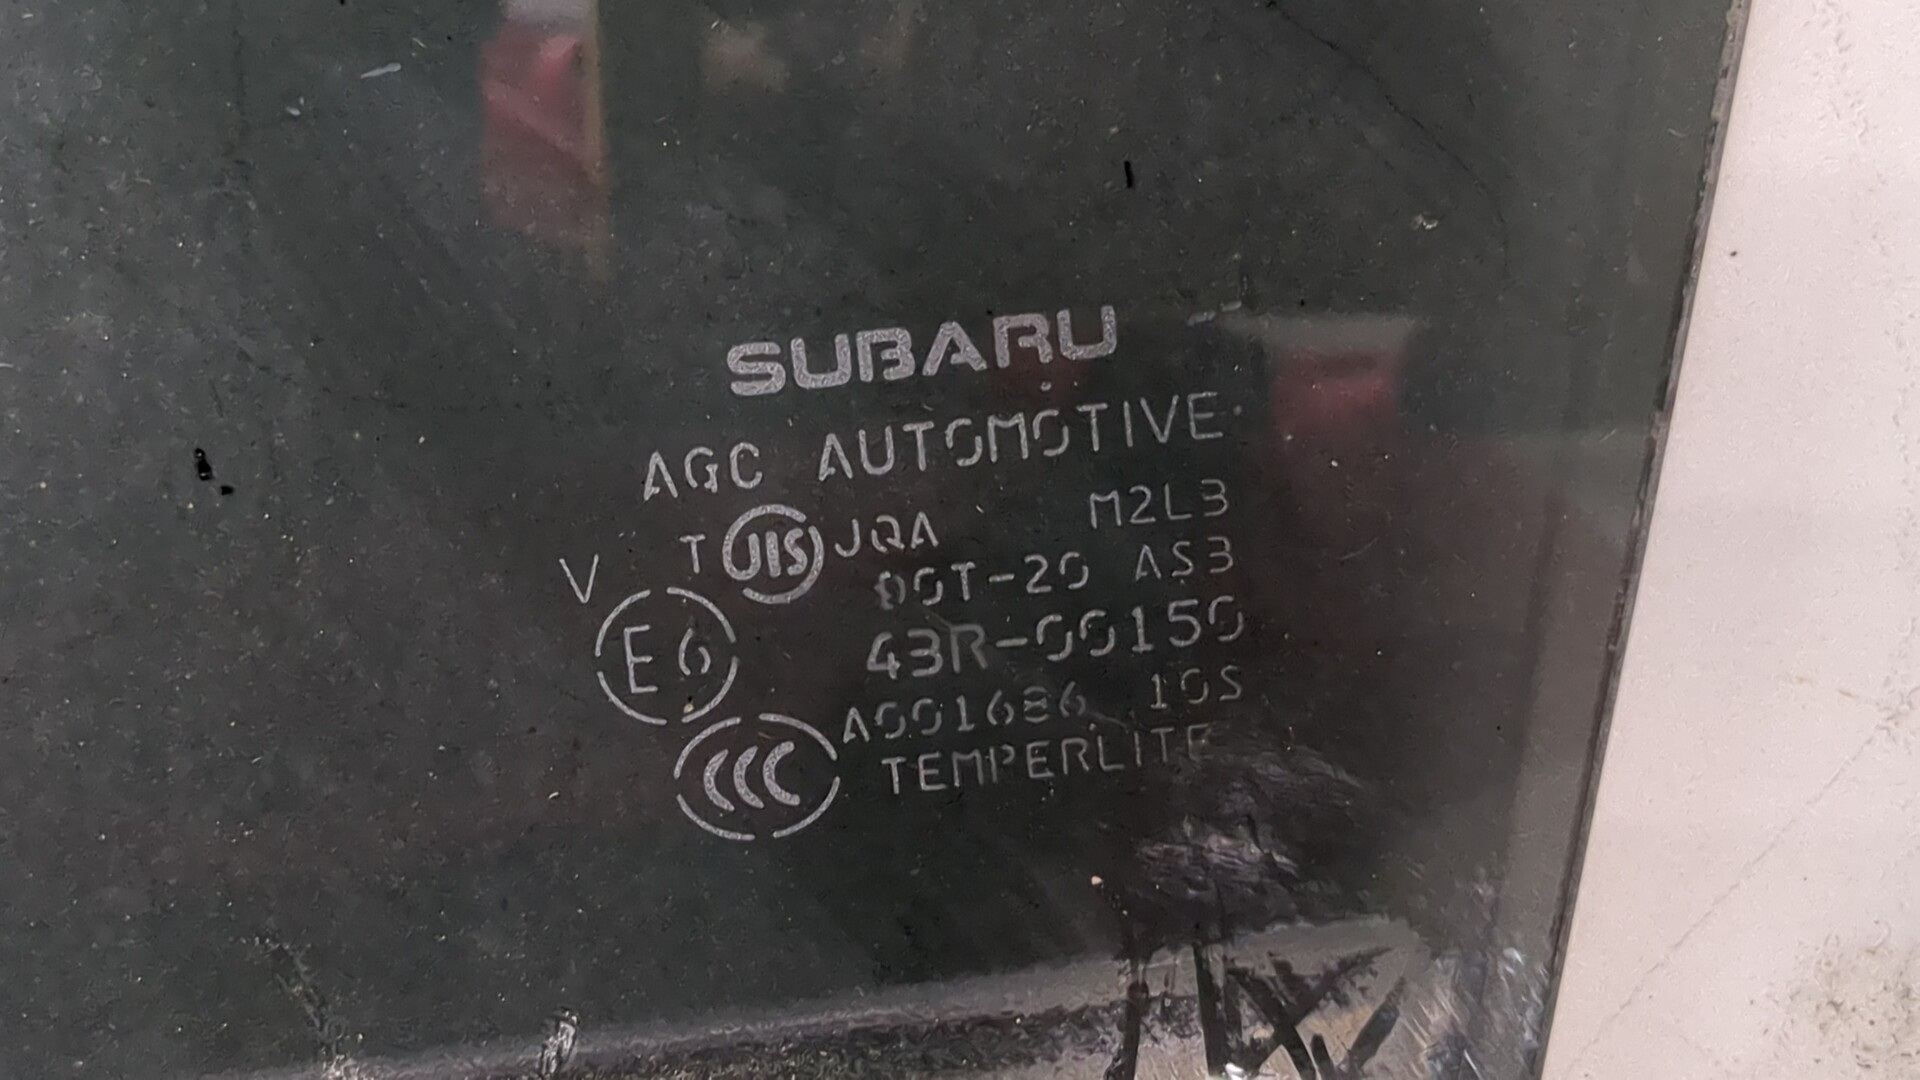 SUBARU
AGC AUTOMOTIVE
T JIS JQA M2L3
V DOT-20 AS3
E6 43R-00150
A001686 10S
CCC TEMPERLITE